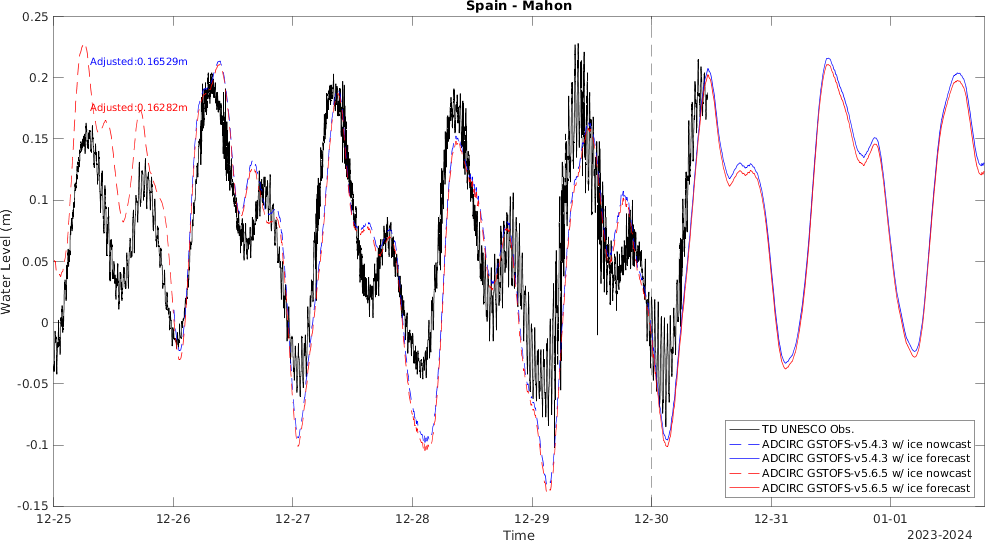 Spain - Mahon
0.25
0.2
0.15
0.1
0.05
0
-0.05
-0.1
-0.15
Water Level (m)
Adjusted:0.16529m
Adjusted:0.16282m
TD UNESCO Obs.
ADCIRC GSTOFS-v5.4.3 w/ ice nowcast
ADCIRC GSTOFS-v5.4.3 w/ ice forecast
ADCIRC GSTOFS-v5.6.5 w/ ice nowcast
ADCIRC GSTOFS-v5.6.5 w/ ice forecast
12-25 12-26 12-27 12-28 12-29 12-30 12-31 01-01
Time
2023-2024